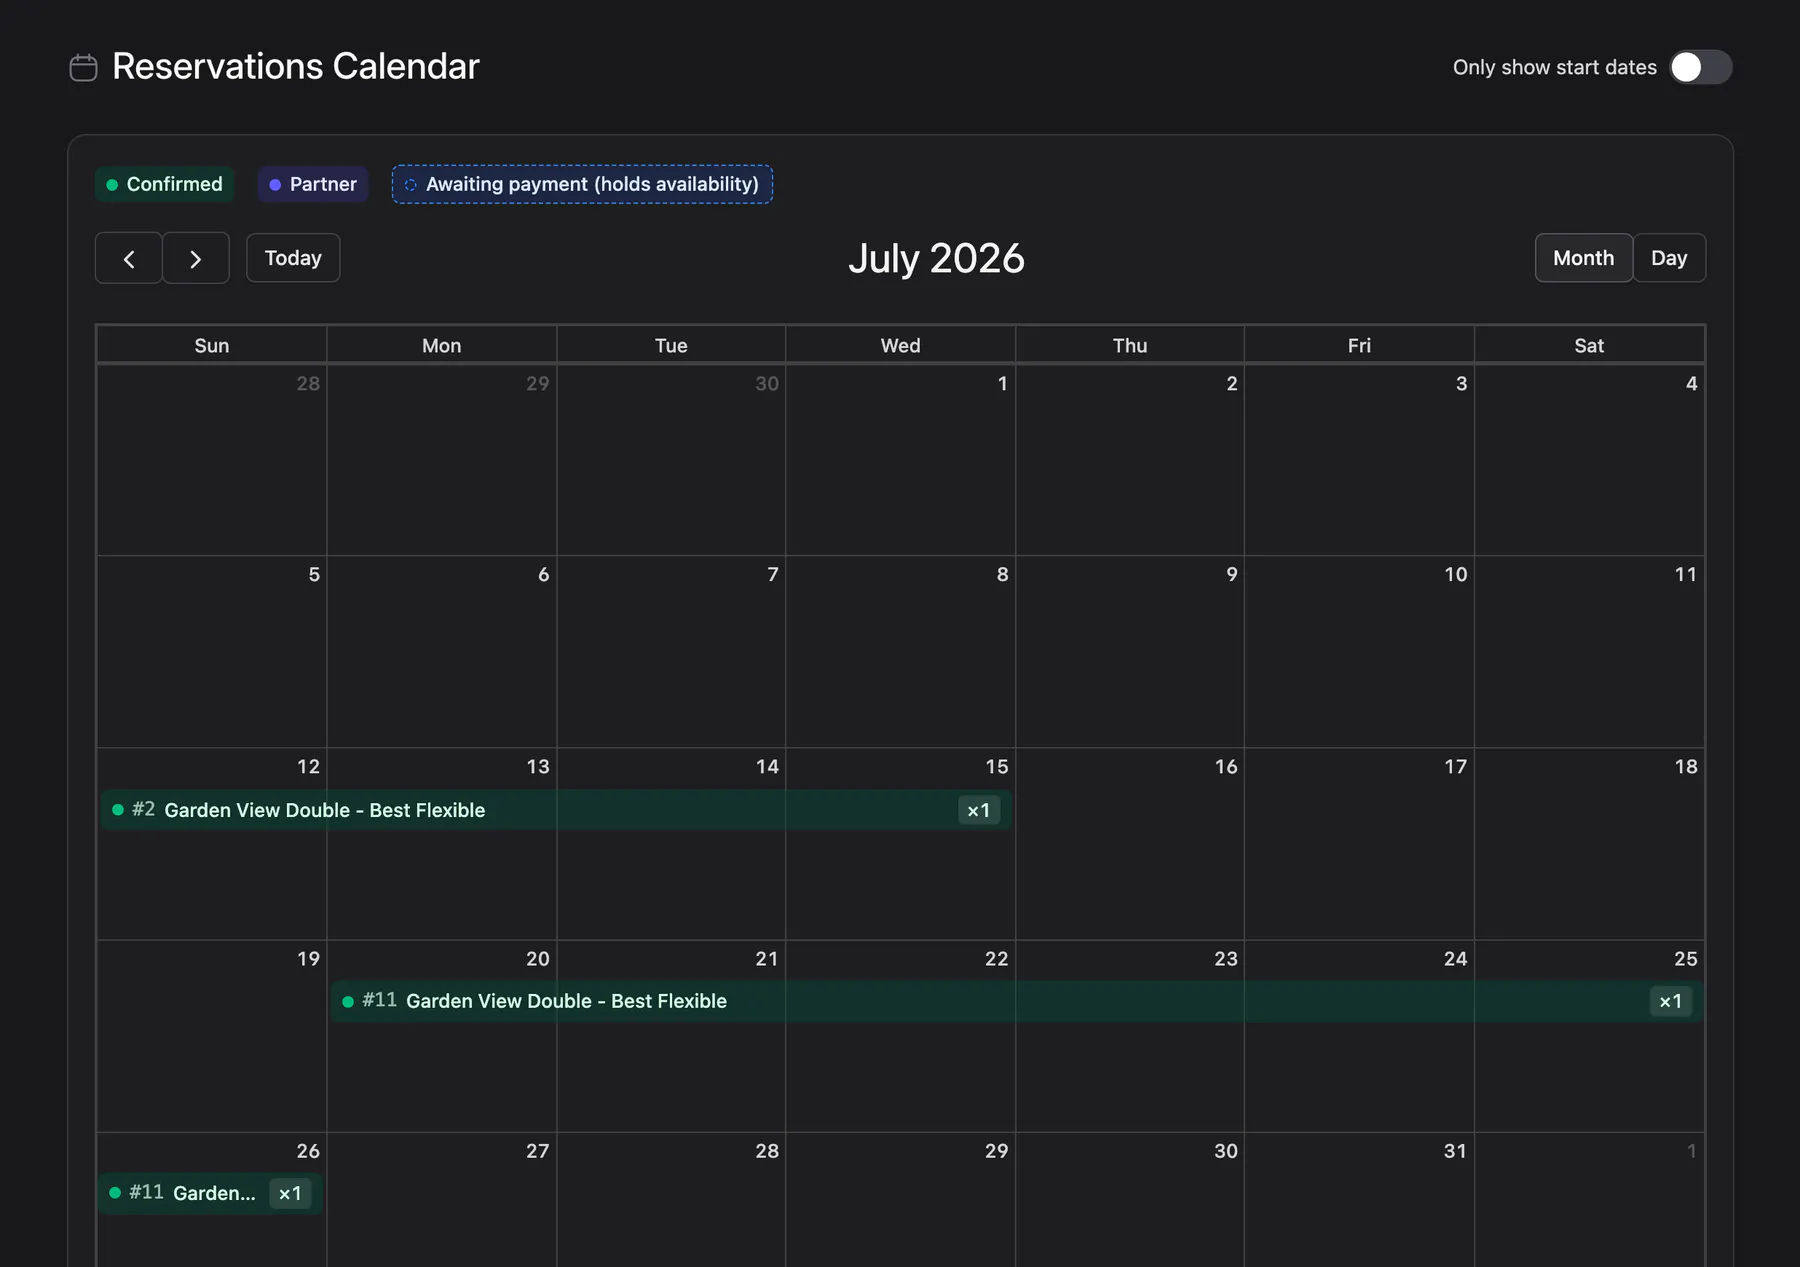 Reservations Calendar
Only show start dates
Confirmed
Partner
Awaiting payment (holds availability)
Today
July 2026
Month
Day
Sun Mon Tue Wed Thu Fri Sat
28 29 30 1 2 3 4
5 6 7 8 9 10 11
12 13 14 15 16 17 18
#2 Garden View Double - Best Flexible ×1
19 20 21 22 23 24 25
#11 Garden View Double - Best Flexible ×1
26 27 28 29 30 31 1
#11 Garden... ×1